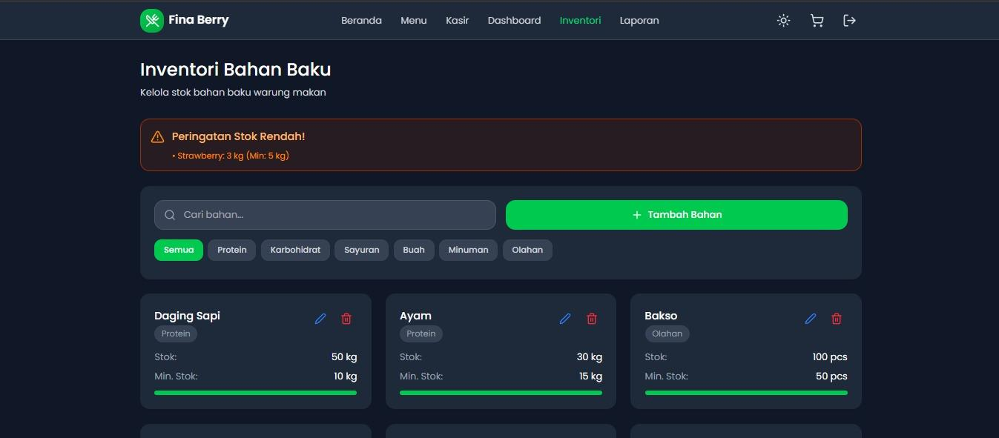 Fina Berry Beranda Menu Kasir Dashboard Inventori Laporan
Inventori Bahan Baku
Kelola stok bahan baku warung makan
Peringatan Stok Rendah!
• Strawberry: 3 kg (Min: 5 kg)
Cari bahan... + Tambah Bahan
Semua Protein Karbohidrat Sayuran Buah Minuman Olahan
Daging Sapi
Protein
Stok: 50 kg
Min. Stok: 10 kg
Ayam
Protein
Stok: 30 kg
Min. Stok: 15 kg
Bakso
Olahan
Stok: 100 pcs
Min. Stok: 50 pcs